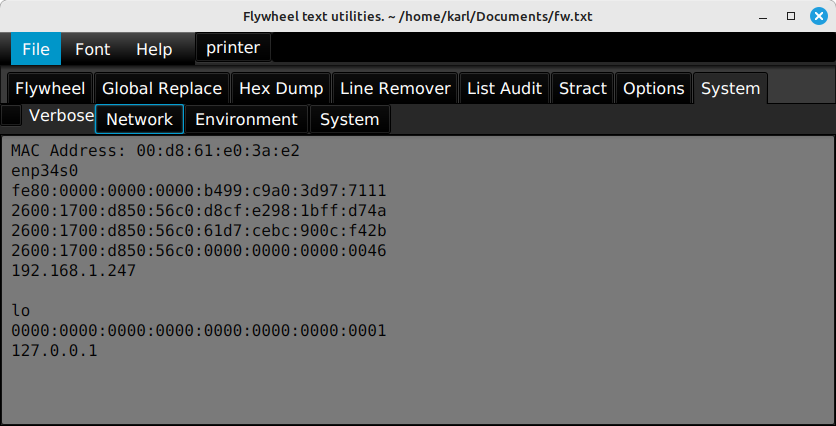 Flywheel text utilities. ~ /home/karl/Documents/fw.txt
File Font Help printer
Flywheel Global Replace Hex Dump Line Remover List Audit Stract Options System
Verbose Network Environment System
MAC Address: 00:d8:61:e0:3a:e2
enp34s0
fe80:0000:0000:0000:b499:c9a0:3d97:7111
2600:1700:d850:56c0:d8cf:e298:1bff:d74a
2600:1700:d850:56c0:61d7:cebc:900c:f42b
2600:1700:d850:56c0:0000:0000:0000:0046
192.168.1.247
lo
0000:0000:0000:0000:0000:0000:0000:0001
127.0.0.1